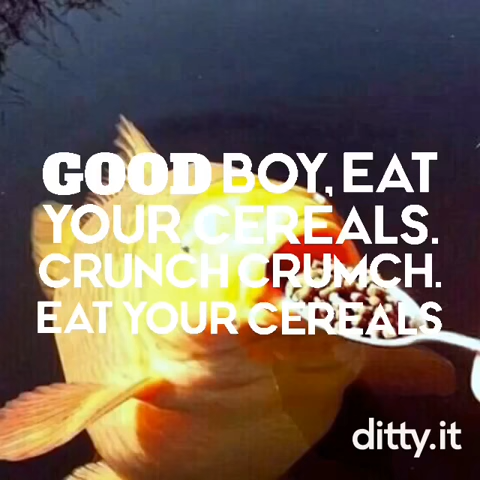 GOOD BOY, EAT
YOUR CEREALS.
CRUNCH CRUMCH.
EAT YOUR CEREALS
ditty.it